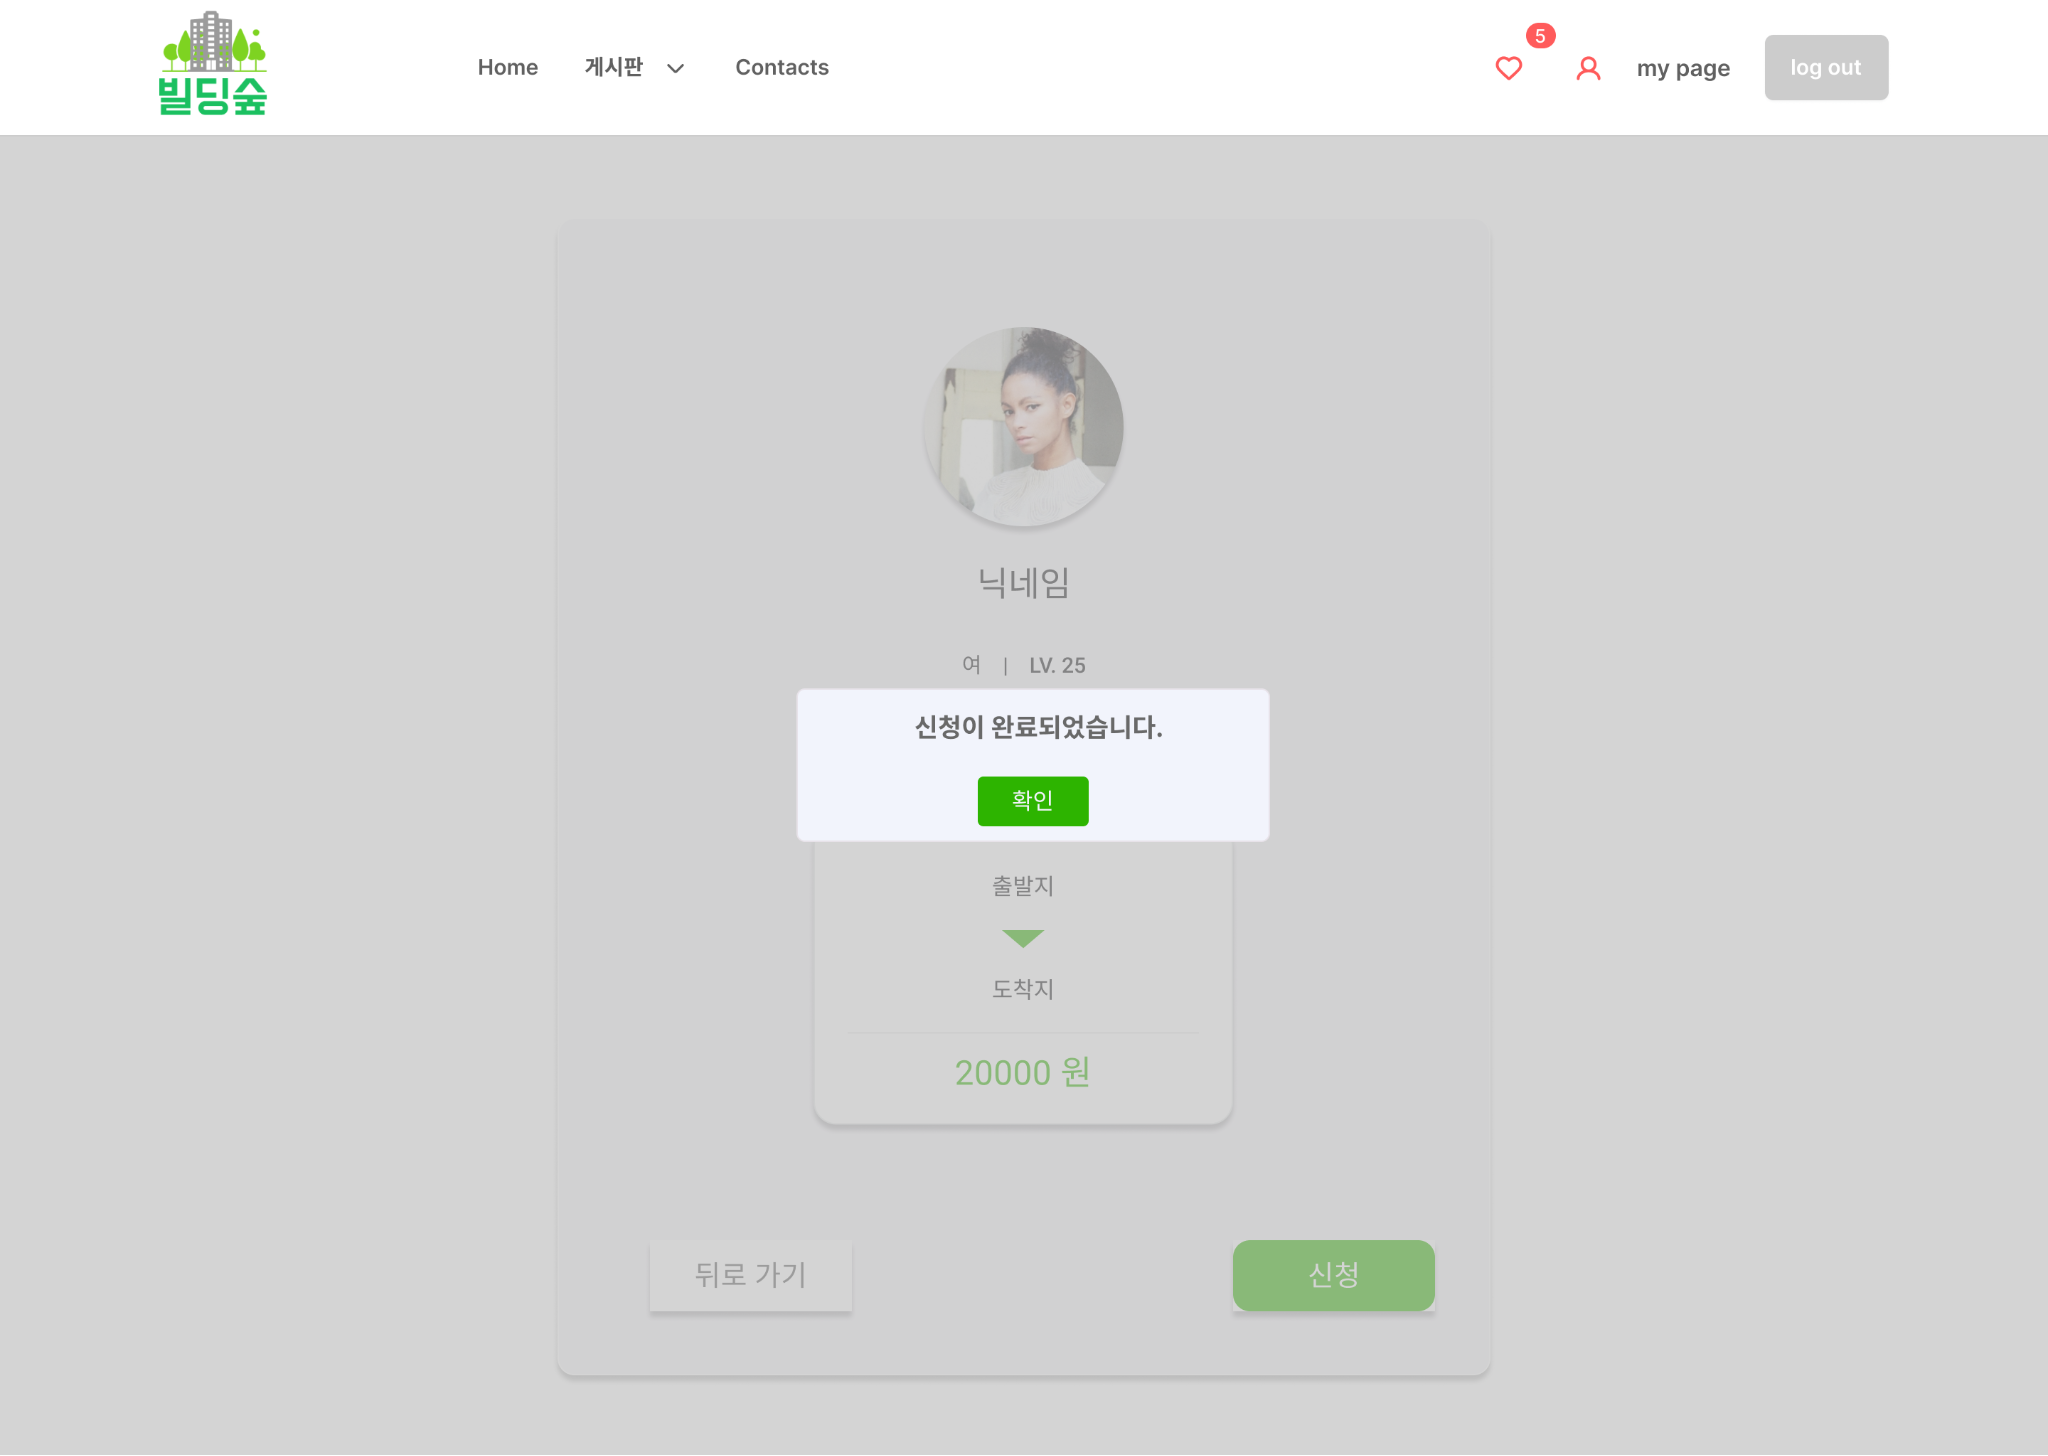 빌딩숲
Home 게시판 Contacts
5
my page
log out
닉네임
여 | LV. 25
신청이 완료되었습니다.
확인
출발지
도착지
20000 원
뒤로 가기
신청